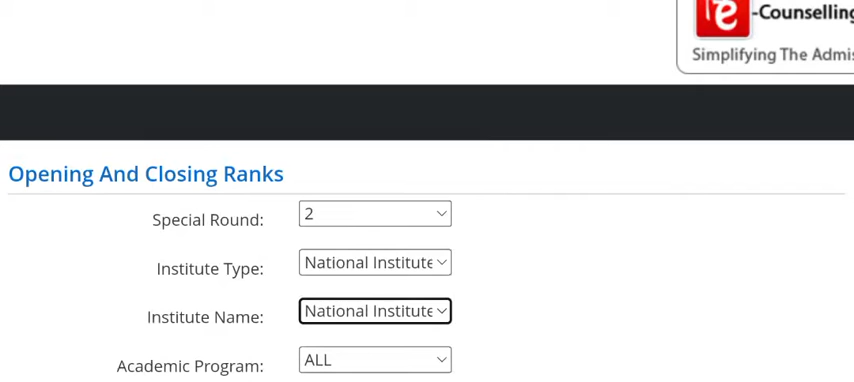 -Counselling
Simplifying The Admis
Opening And Closing Ranks
Special Round: 2
Institute Type: National Institute
Institute Name: National Institute
Academic Program: ALL